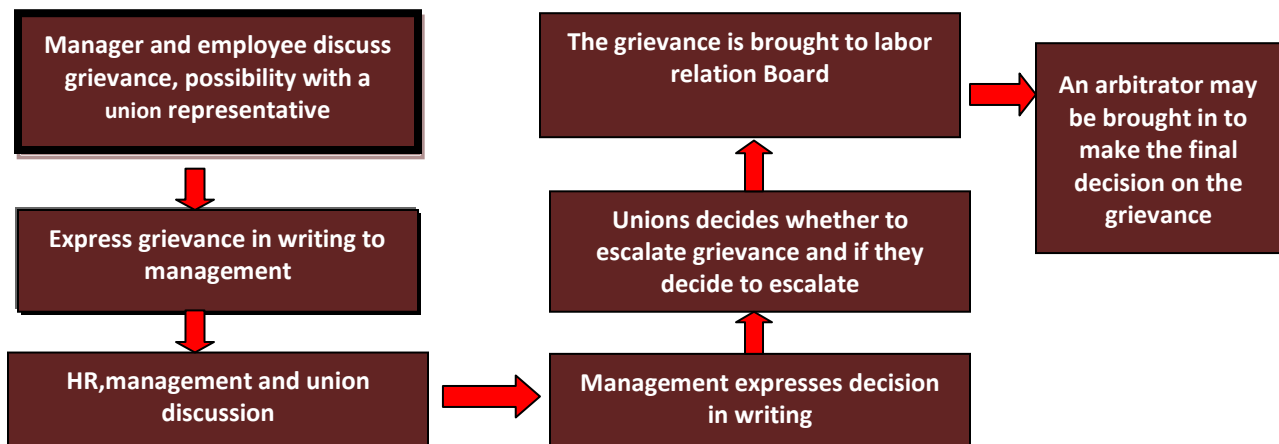 Manager and employee discuss
grievance, possibility with a
union representative
Express grievance in writing to
management
HR,management and union
discussion
Management expresses decision
in writing
Unions decides whether to
escalate grievance and if they
decide to escalate
The grievance is brought to labor
relation Board
An arbitrator may
be brought in to
make the final
decision on the
grievance